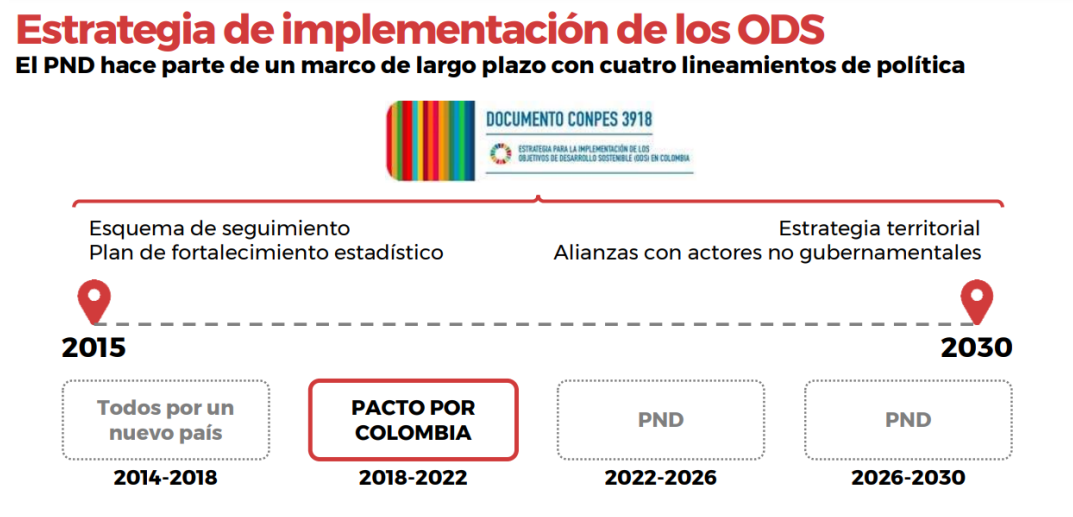 Estrategia de implementación de los ODS
El PND hace parte de un marco de largo plazo con cuatro lineamientos de política
DOCUMENTO CONPES 3918
ESTRATEGIA PARA LA IMPLEMENTACIÓN DE LOS
OBJETIVOS DE DESARROLLO SOSTENIBLE (ODS) EN COLOMBIA
Esquema de seguimiento
Plan de fortalecimiento estadístico
Estrategia territorial
Alianzas con actores no gubernamentales
2015
2030
Todos por un
nuevo país
2014-2018
PACTO POR
COLOMBIA
2018-2022
PND
2022-2026
PND
2026-2030